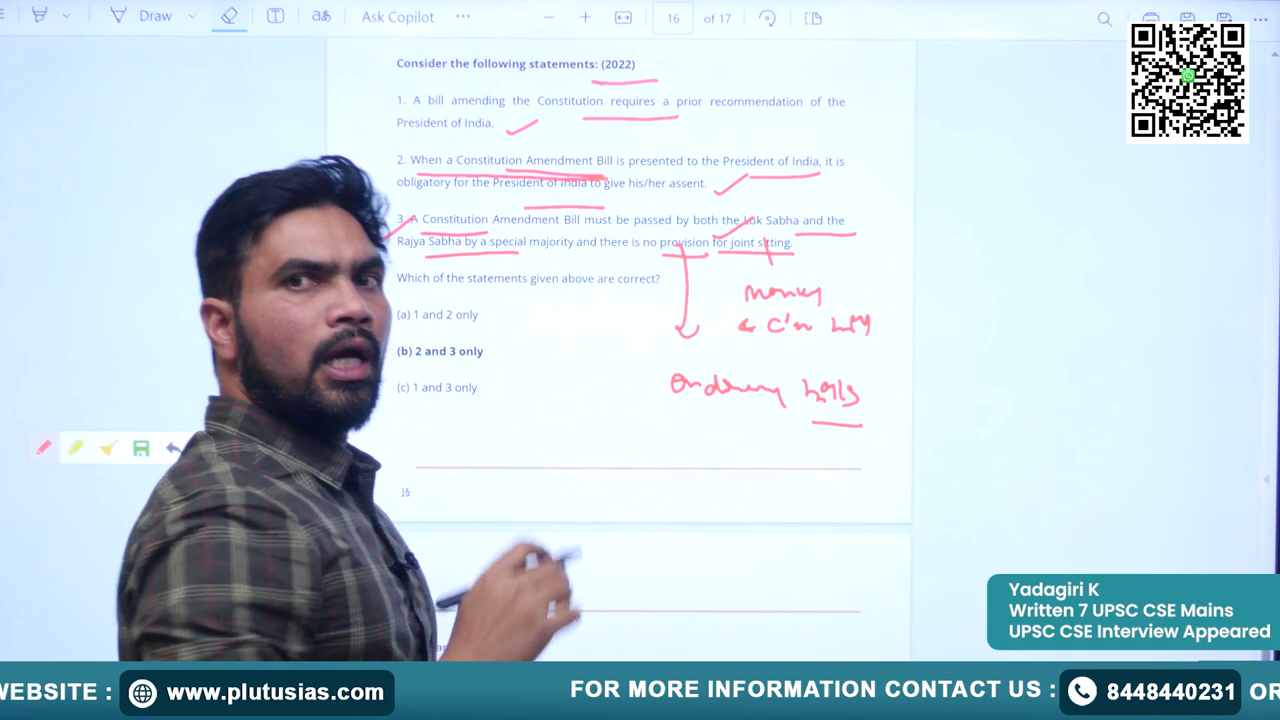 Draw
Ask Copilot
16 of 17
Consider the following statements: (2022)
1. A bill amending the Constitution requires a prior recommendation of the
President of India.
2. When a Constitution Amendment Bill is presented to the President of India, it is
obligatory for the President of India to give his/her assent.
3. A Constitution Amendment Bill must be passed by both the Lok Sabha and the
Rajya Sabha by a special majority and there is no provision for joint sitting.
Which of the statements given above are correct?
(a) 1 and 2 only
(b) 2 and 3 only
(c) 1 and 3 only
Money
& C'n
Ordinary bills
16
Yadagiri K
Written 7 UPSC CSE Mains
UPSC CSE Interview Appeared
WEBSITE : www.plutusias.com FOR MORE INFORMATION CONTACT US : 8448440231 OR